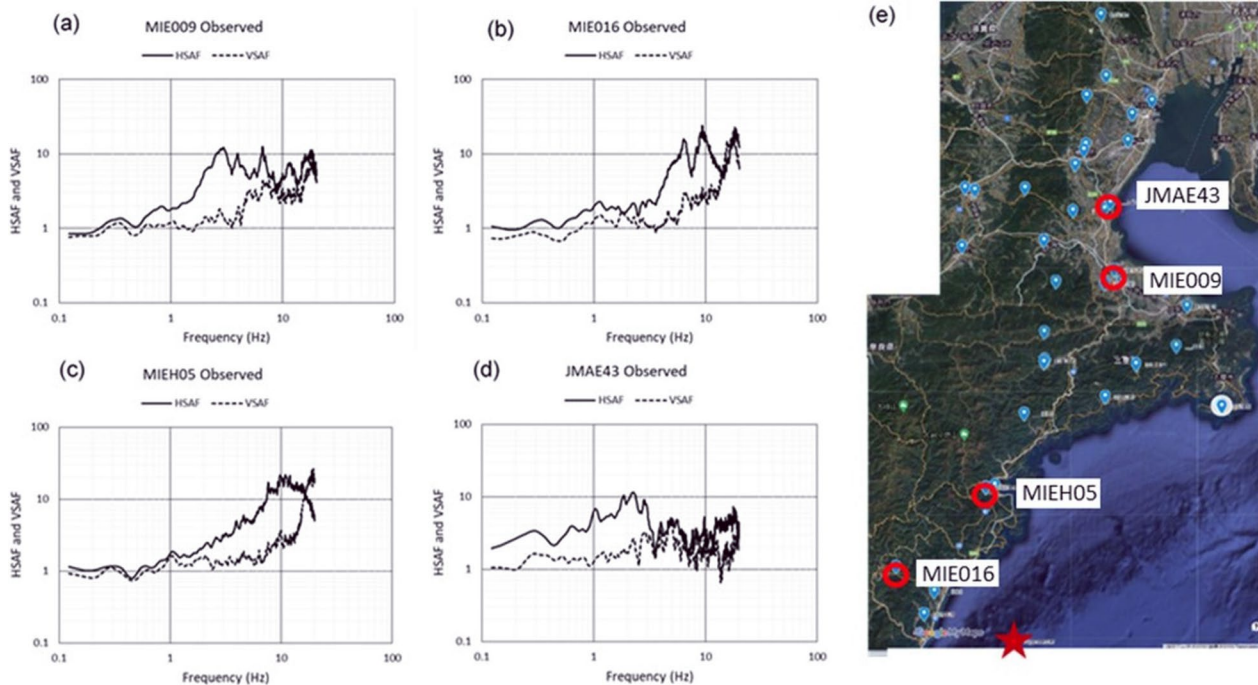 (a)
MIE009 Observed
HSAF VSAF
100
10
1
0.1
HSAF and VSAF
0.1 1 10 100
Frequency (Hz)
(b)
MIE016 Observed
HSAF VSAF
100
10
1
0.1
HSAF and VSAF
0.1 1 10 100
Frequency (Hz)
(c)
MIEH05 Observed
HSAF VSAF
100
10
1
0.1
HSAF and VSAF
0.1 1 10 100
Frequency (Hz)
(d)
JMAE43 Observed
HSAF VSAF
100
10
1
0.1
HSAF and VSAF
0.1 1 10 100
Frequency (Hz)
(e)
JMAE43
MIE009
MIEH05
MIE016
Google My Maps